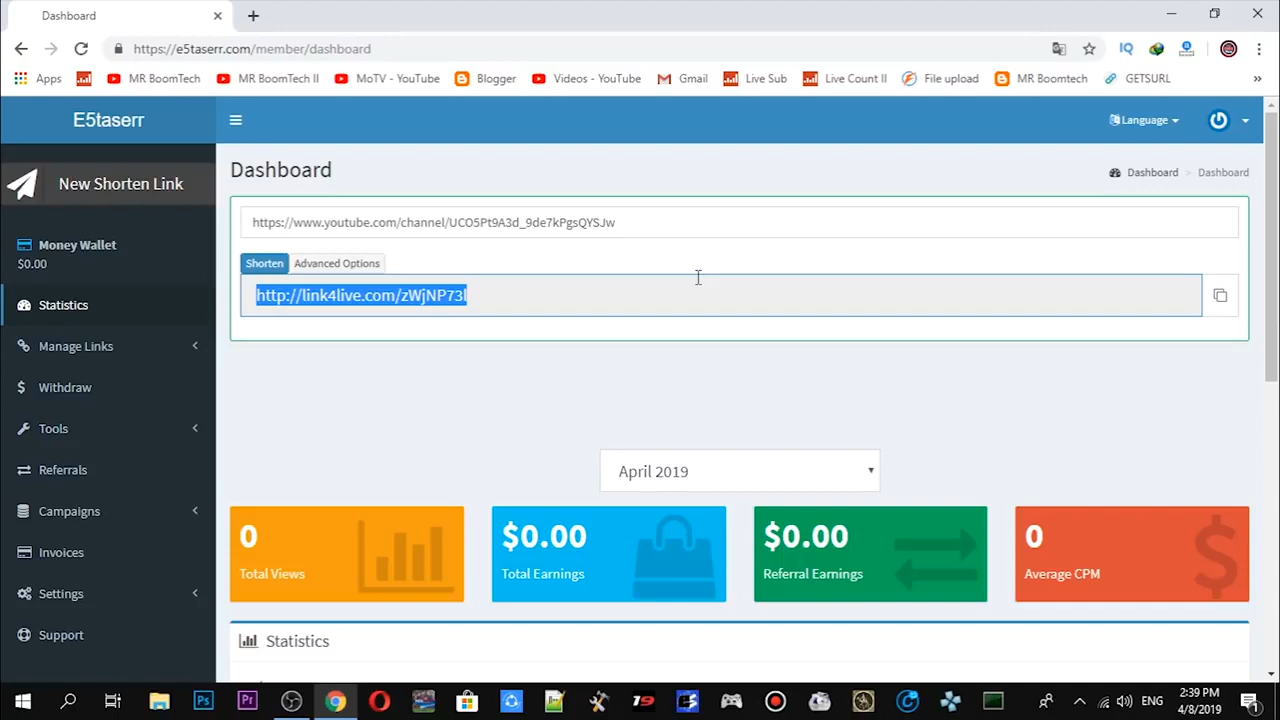 Dashboard
https://e5taserr.com/member/dashboard
Apps
MR BoomTech
MR BoomTech II
MoTV - YouTube
Blogger
Videos - YouTube
Gmail
Live Sub
Live Count II
File upload
MR Boomtech
GETSURL
»
E5taserr
Language
New Shorten Link
Dashboard
Dashboard > Dashboard
https://www.youtube.com/channel/UCO5Pt9A3d_9de7kPgsQYSJw
Money Wallet
$0.00
Shorten
Advanced Options
http://link4live.com/zWjNP73l
Statistics
Manage Links
Withdraw
Tools
Referrals
Campaigns
Invoices
Settings
Support
April 2019
0
Total Views
$0.00
Total Earnings
$0.00
Referral Earnings
0
Average CPM
Statistics
ENG
2:39 PM
4/8/2019